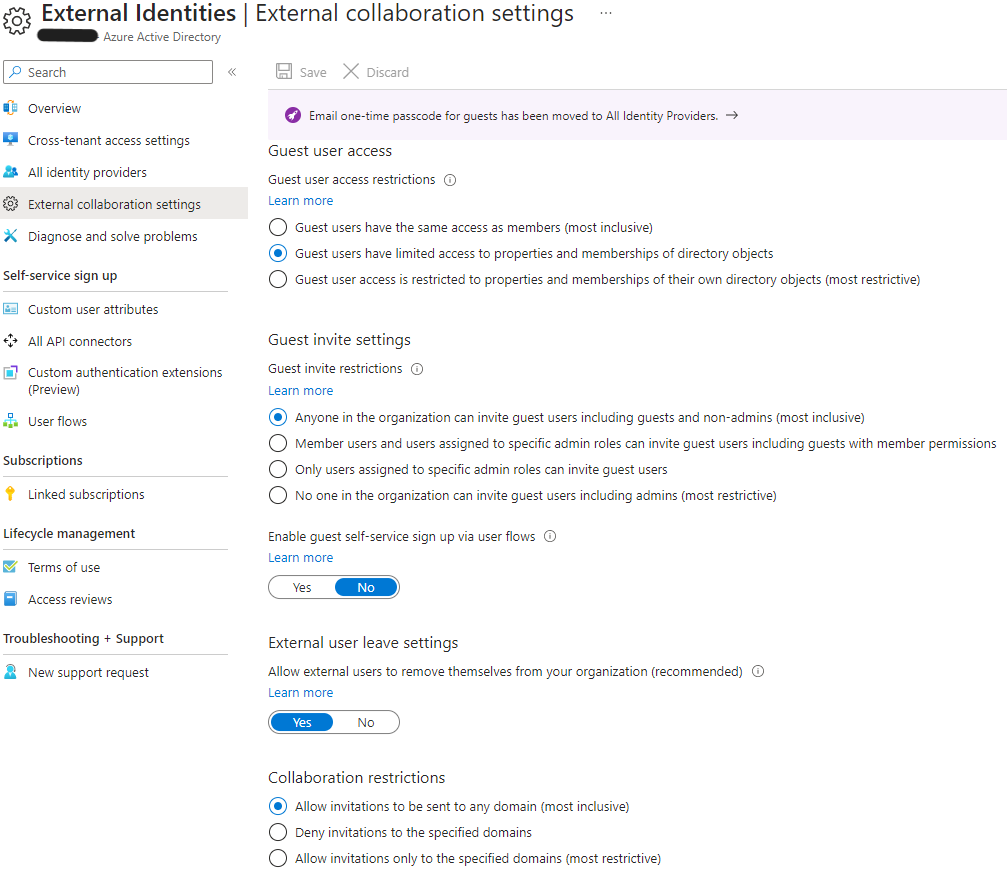 External Identities | External collaboration settings ...
Azure Active Directory
Search
«
Overview
Cross-tenant access settings
All identity providers
External collaboration settings
Diagnose and solve problems
Self-service sign up
Custom user attributes
All API connectors
Custom authentication extensions
(Preview)
User flows
Subscriptions
Linked subscriptions
Lifecycle management
Terms of use
Access reviews
Troubleshooting + Support
New support request
Save Discard
Email one-time passcode for guests has been moved to All Identity Providers. →
Guest user access
Guest user access restrictions
Learn more
Guest users have the same access as members (most inclusive)
Guest users have limited access to properties and memberships of directory objects
Guest user access is restricted to properties and memberships of their own directory objects (most restrictive)
Guest invite settings
Guest invite restrictions
Learn more
Anyone in the organization can invite guest users including guests and non-admins (most inclusive)
Member users and users assigned to specific admin roles can invite guest users including guests with member permissions
Only users assigned to specific admin roles can invite guest users
No one in the organization can invite guest users including admins (most restrictive)
Enable guest self-service sign up via user flows
Learn more
Yes No
External user leave settings
Allow external users to remove themselves from your organization (recommended)
Learn more
Yes No
Collaboration restrictions
Allow invitations to be sent to any domain (most inclusive)
Deny invitations to the specified domains
Allow invitations only to the specified domains (most restrictive)